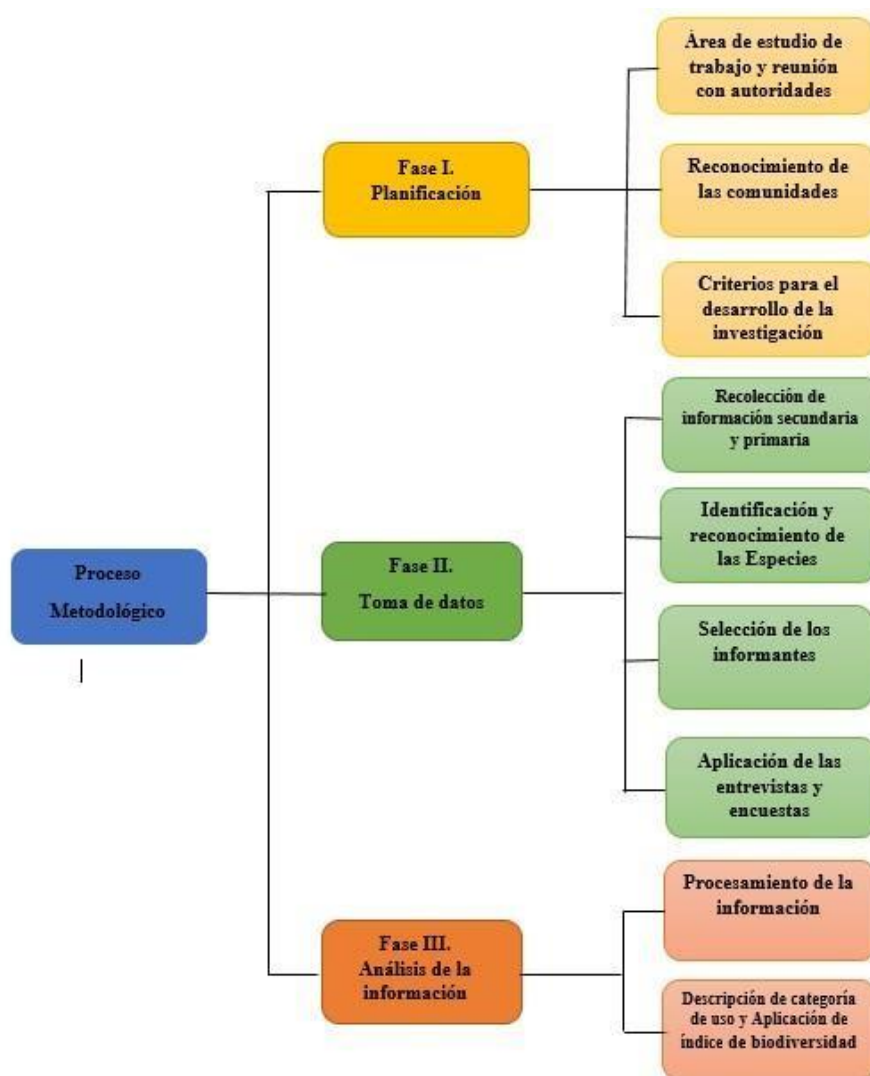 Proceso
Metodológico
Fase I.
Planificación
Área de estudio de
trabajo y reunión
con autoridades
Reconocimiento de
las comunidades
Criterios para el
desarrollo de la
investigación
Fase II.
Toma de datos
Recolección de
información secundaria
y primaria
Identificación y
reconocimiento de
las Especies
Selección de los
informantes
Aplicación de las
entrevistas y
encuestas
Fase III.
Análisis de la
información
Procesamiento de la
información
Descripción de categoría
de uso y Aplicación de
índice de biodiversidad